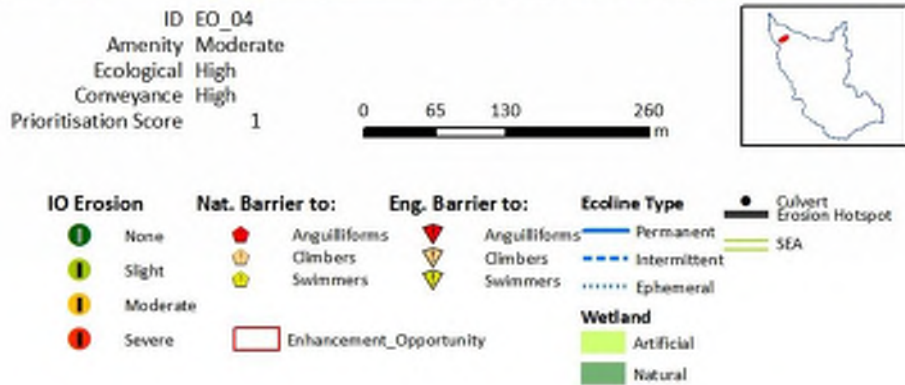 ID EO_04
Amenity Moderate
Ecological High
Conveyance High
Prioritisation Score 1
0 65 130 260
m
IO Erosion
None
Slight
Moderate
Severe
Nat. Barrier to:
Anguilliforms
Climbers
Swimmers
Eng. Barrier to:
Anguilliforms
Climbers
Swimmers
Enhancement_Opportunity
Ecoline Type
Permanent
Intermittent
Ephemeral
Wetland
Artificial
Natural
Culvert
Erosion Hotspot
SEA